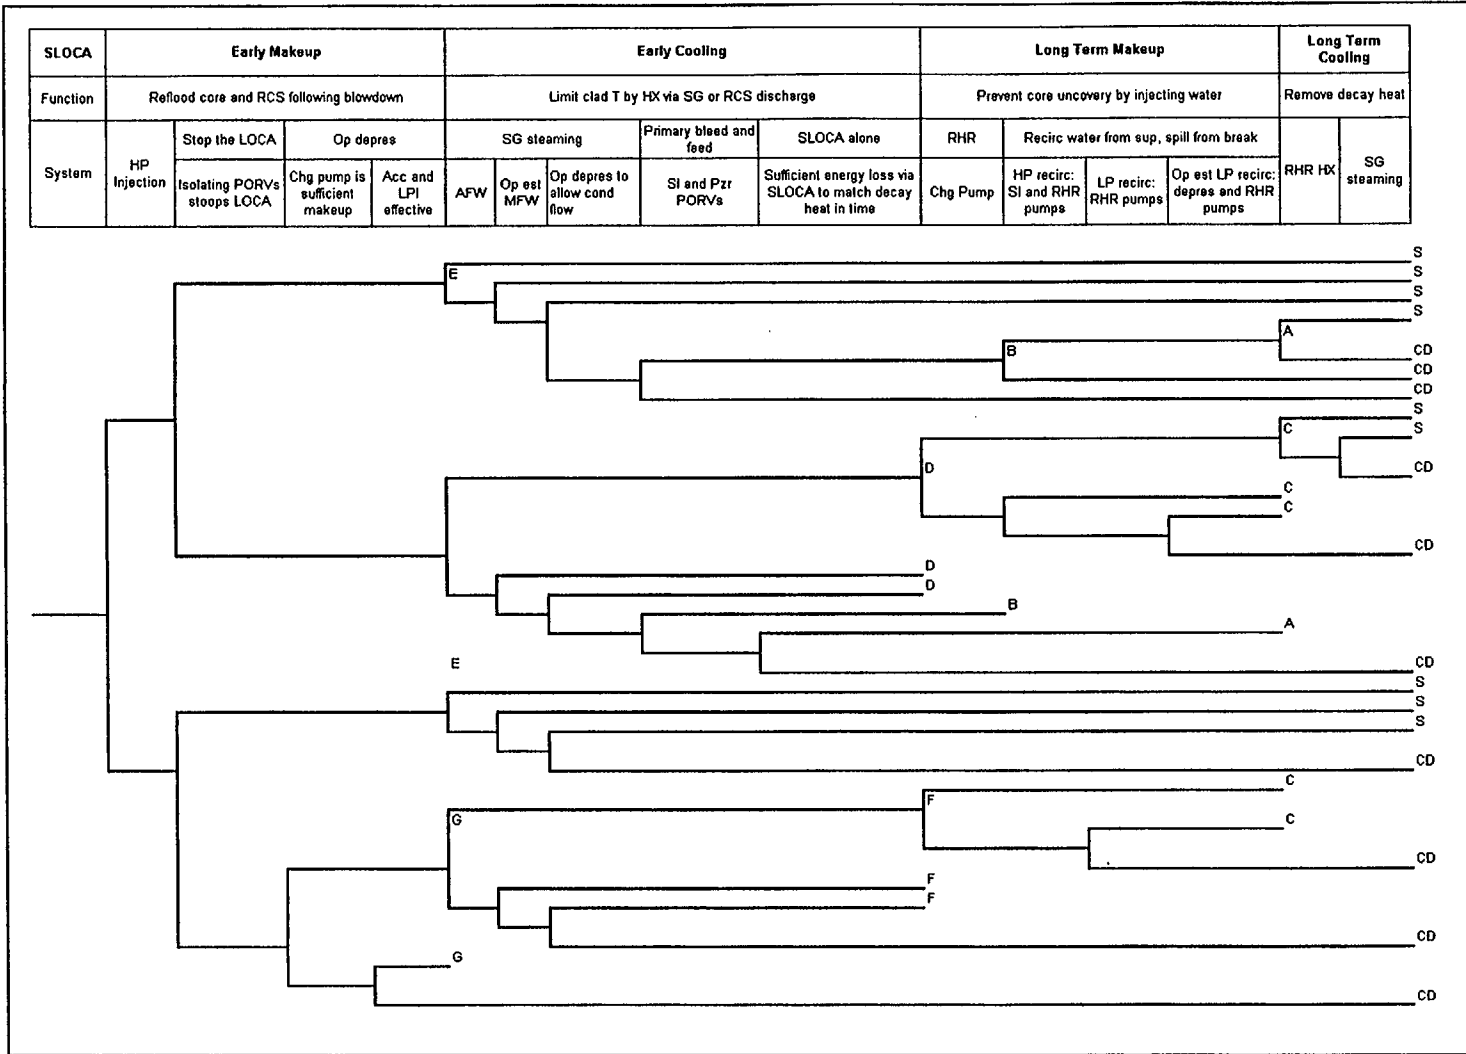 SLOCA
Early Makeup
Early Cooling
Long Term Makeup
Long Term
Cooling
Function
Reflood core and RCS following blowdown
Limit clad T by HX via SG or RCS discharge
Prevent core uncovery by injecting water
Remove decay heat
System
HP
Injection
Stop the LOCA
Op depres
SG steaming
Primary bleed and
feed
SLOCA alone
RHR
Recirc water from sup, spill from break
RHR HX
SG
steaming
Isolating PORVs
stoops LOCA
Chg pump is
sufficient
makeup
Acc and
LPI
effective
AFW
Op est
MFW
Op depres to
allow cond
flow
SI and Pzr
PORVs
Sufficient energy loss via
SLOCA to match decay
heat in time
Chg Pump
HP recirc:
SI and RHR
pumps
LP recirc:
RHR pumps
Op est LP recirc:
depres and RHR
pumps
S
E
S
S
S
A
B
CD
CD
CD
S
C
S
D
CD
C
C
CD
D
D
B
A
E
CD
S
S
S
CD
C
F
G
C
CD
F
F
CD
G
CD